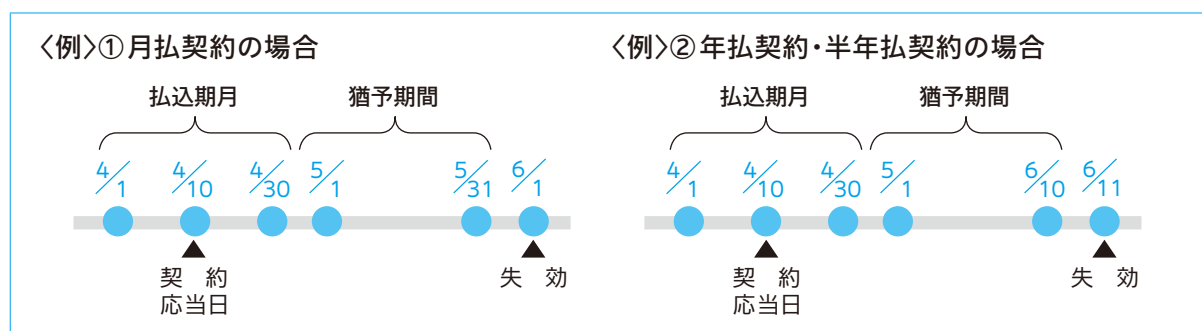 〈例〉①月払契約の場合
払込期月 猶予期間
4/1 4/10 4/30 5/1 5/31 6/1
契約 失効
応当日
〈例〉②年払契約・半年払契約の場合
払込期月 猶予期間
4/1 4/10 4/30 5/1 6/10 6/11
契約 失効
応当日